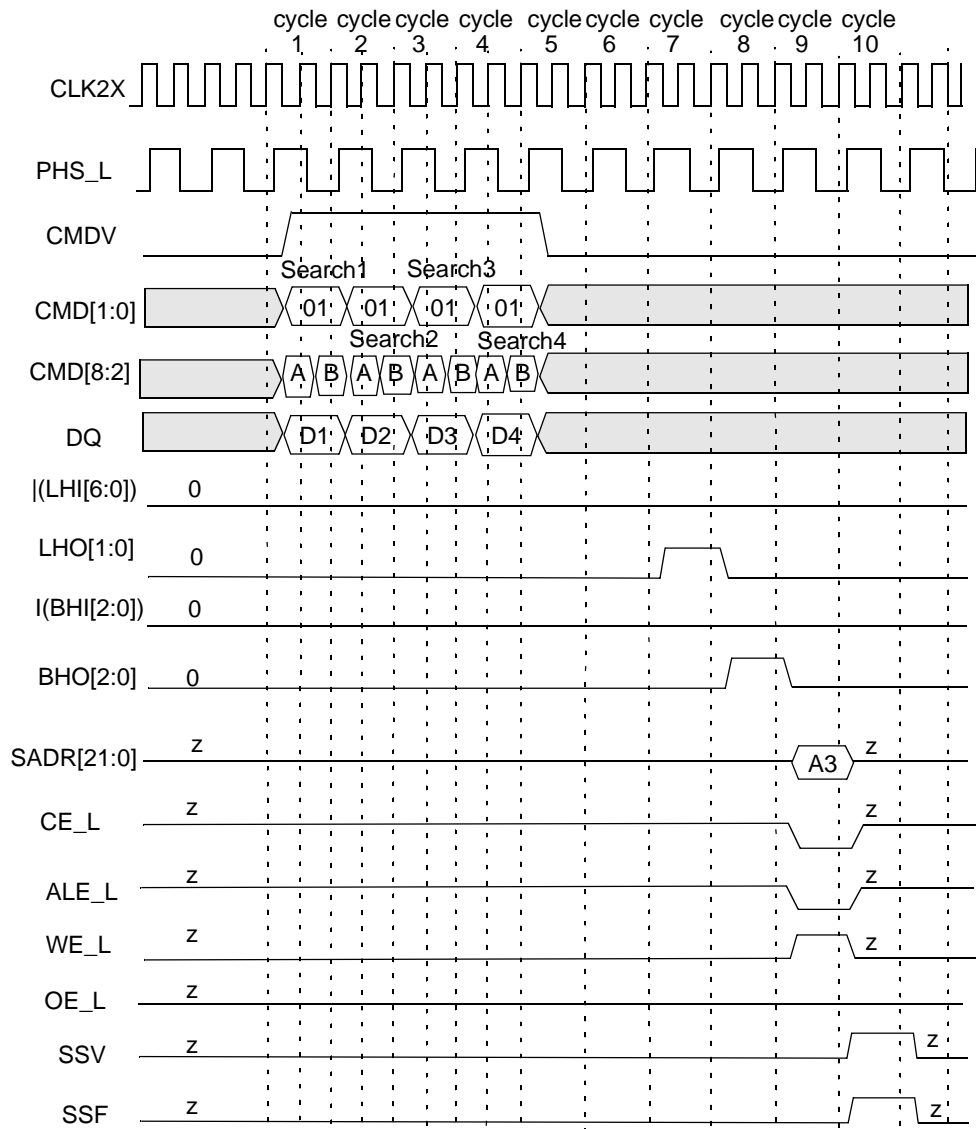 cycle cycle cycle cycle cycle cycle cycle cycle cycle cycle
1 2 3 4 5 6 7 8 9 10
CLK2X
PHS_L
CMDV
Search1 Search3
CMD[1:0] 01 01 01 01
Search2 Search4
CMD[8:2] A B A B A B A B
DQ D1 D2 D3 D4
|(LHI[6:0]) 0
LHO[1:0] 0
I(BHI[2:0]) 0
BHO[2:0] 0
SADR[21:0] z A3 z
CE_L z z
ALE_L z z
WE_L z z
OE_L z
SSV z z
SSF z z